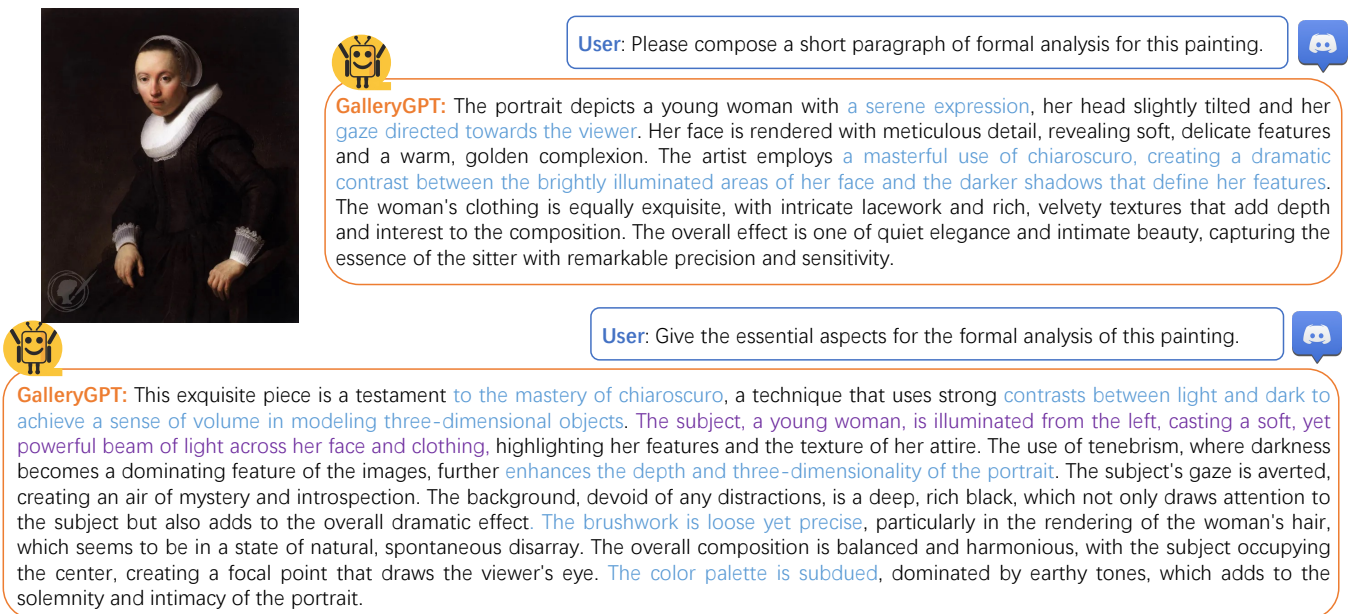 User: Please compose a short paragraph of formal analysis for this painting.
GalleryGPT: The portrait depicts a young woman with a serene expression, her head slightly tilted and her
gaze directed towards the viewer. Her face is rendered with meticulous detail, revealing soft, delicate features
and a warm, golden complexion. The artist employs a masterful use of chiaroscuro, creating a dramatic
contrast between the brightly illuminated areas of her face and the darker shadows that define her features.
The woman's clothing is equally exquisite, with intricate lacework and rich, velvety textures that add depth
and interest to the composition. The overall effect is one of quiet elegance and intimate beauty, capturing the
essence of the sitter with remarkable precision and sensitivity.
User: Give the essential aspects for the formal analysis of this painting.
GalleryGPT: This exquisite piece is a testament to the mastery of chiaroscuro, a technique that uses strong contrasts between light and dark to
achieve a sense of volume in modeling three-dimensional objects. The subject, a young woman, is illuminated from the left, casting a soft, yet
powerful beam of light across her face and clothing, highlighting her features and the texture of her attire. The use of tenebrism, where darkness
becomes a dominating feature of the images, further enhances the depth and three-dimensionality of the portrait. The subject's gaze is averted,
creating an air of mystery and introspection. The background, devoid of any distractions, is a deep, rich black, which not only draws attention to
the subject but also adds to the overall dramatic effect. The brushwork is loose yet precise, particularly in the rendering of the woman's hair,
which seems to be in a state of natural, spontaneous disarray. The overall composition is balanced and harmonious, with the subject occupying
the center, creating a focal point that draws the viewer's eye. The color palette is subdued, dominated by earthy tones, which adds to the
solemnity and intimacy of the portrait.